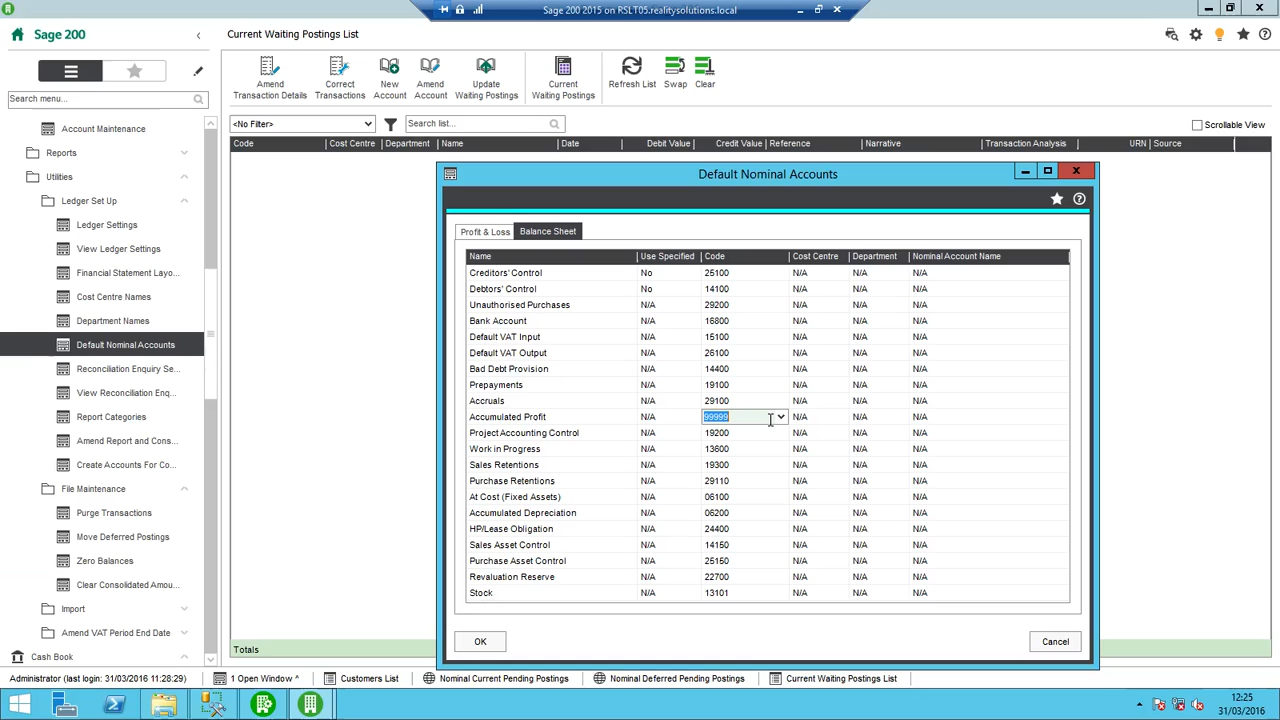 Sage 200 2015 on RSLT05.realitysolutions.local
Sage 200
Current Waiting Postings List
Amend Transaction Details
Correct Transactions
New Account
Amend Account
Update Waiting Postings
Current Waiting Postings
Refresh List
Swap
Clear
Search menu...
<No Filter>
Search list...
Scrollable View
Code Cost Centre Department Name Date Debit Value Credit Value Reference Narrative Transaction Analysis URN Source
Account Maintenance
Reports
Utilities
Ledger Set Up
Ledger Settings
View Ledger Settings
Financial Statement Layo...
Cost Centre Names
Department Names
Default Nominal Accounts
Reconciliation Enquiry Se...
View Reconciliation Enq...
Report Categories
Amend Report and Cons...
Create Accounts For Co...
File Maintenance
Purge Transactions
Move Deferred Postings
Zero Balances
Clear Consolidated Amou...
Import
Amend VAT Period End Date
Cash Book
Default Nominal Accounts
Profit & Loss
Balance Sheet
Name Use Specified Code Cost Centre Department Nominal Account Name
Creditors' Control No 25100 N/A N/A N/A
Debtors' Control No 14100 N/A N/A N/A
Unauthorised Purchases N/A 29200 N/A N/A N/A
Bank Account N/A 16800 N/A N/A N/A
Default VAT Input N/A 15100 N/A N/A N/A
Default VAT Output N/A 26100 N/A N/A N/A
Bad Debt Provision N/A 14400 N/A N/A N/A
Prepayments N/A 19100 N/A N/A N/A
Accruals N/A 29100 N/A N/A N/A
Accumulated Profit N/A 99999 N/A N/A N/A
Project Accounting Control N/A 19200 N/A N/A N/A
Work in Progress N/A 13600 N/A N/A N/A
Sales Retentions N/A 19300 N/A N/A N/A
Purchase Retentions N/A 29110 N/A N/A N/A
At Cost (Fixed Assets) N/A 06100 N/A N/A N/A
Accumulated Depreciation N/A 06200 N/A N/A N/A
HP/Lease Obligation N/A 24400 N/A N/A N/A
Sales Asset Control N/A 14150 N/A N/A N/A
Purchase Asset Control N/A 25150 N/A N/A N/A
Revaluation Reserve N/A 22700 N/A N/A N/A
Stock N/A 13101 N/A N/A N/A
OK
Cancel
Totals
Administrator (last login: 31/03/2016 11:28:29)
1 Open Window ^
Customers List
Nominal Current Pending Postings
Nominal Deferred Pending Postings
Current Waiting Postings List
12:25
31/03/2016